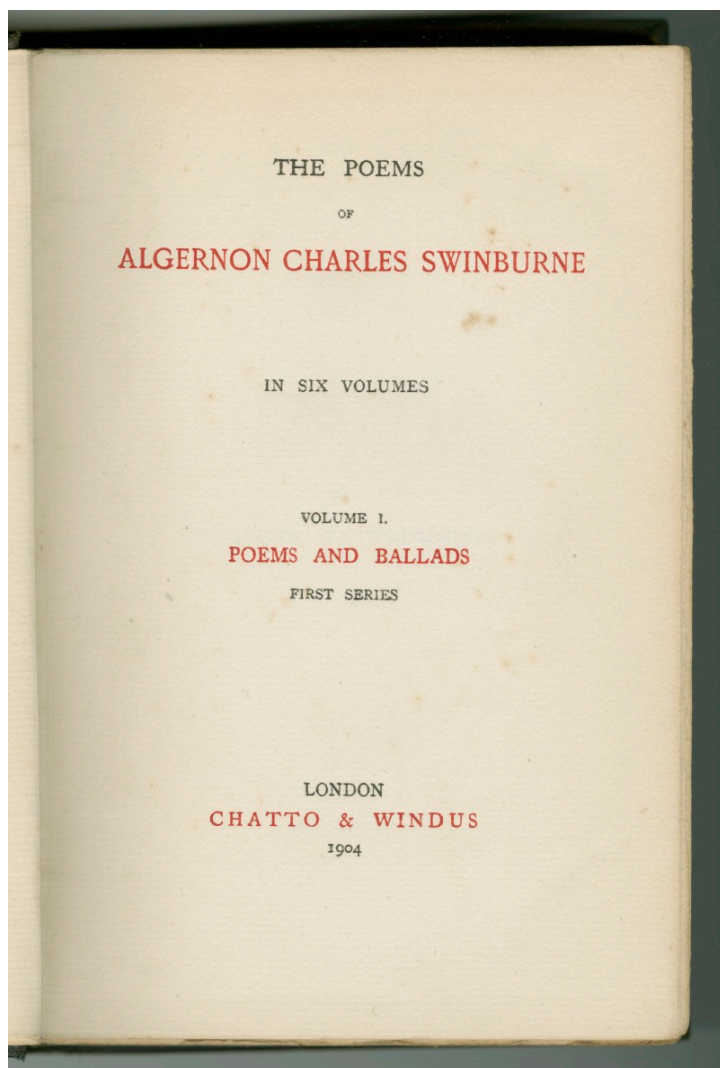 THE POEMS
OF
ALGERNON CHARLES SWINBURNE
IN SIX VOLUMES
VOLUME I.
POEMS AND BALLADS
FIRST SERIES
LONDON
CHATTO & WINDUS
1904